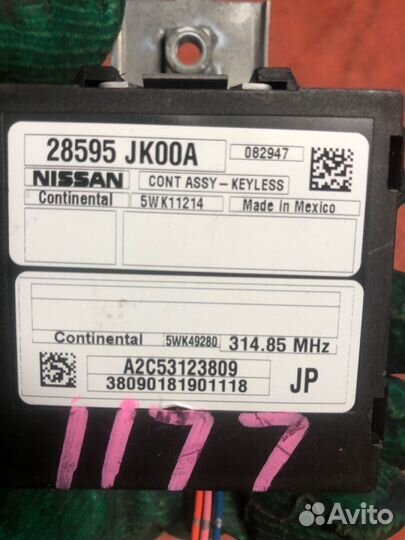 28595 JK00A 082947
NISSAN CONT ASSY-KEYLESS
Continental 5WK11214 Made in Mexico
Continental 5WK49280 314.85 MHz
A2C53123809
38090181901118 JP
1177
Avito